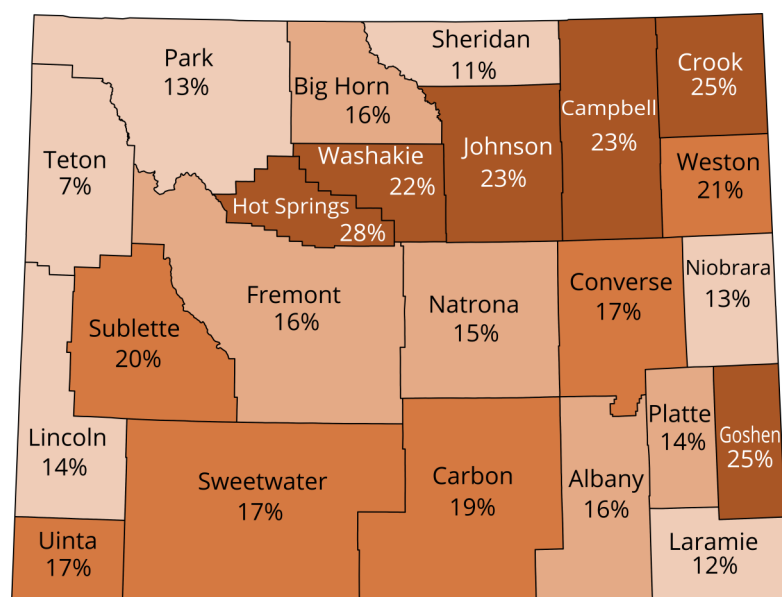 Park
13%
Big Horn
16%
Sheridan
11%
Campbell
23%
Crook
25%
Teton
7%
Washakie
22%
Johnson
23%
Weston
21%
Hot Springs
28%
Fremont
16%
Natrona
15%
Converse
17%
Niobrara
13%
Sublette
20%
Lincoln
14%
Platte
14%
Goshen
25%
Sweetwater
17%
Carbon
19%
Albany
16%
Uinta
17%
Laramie
12%